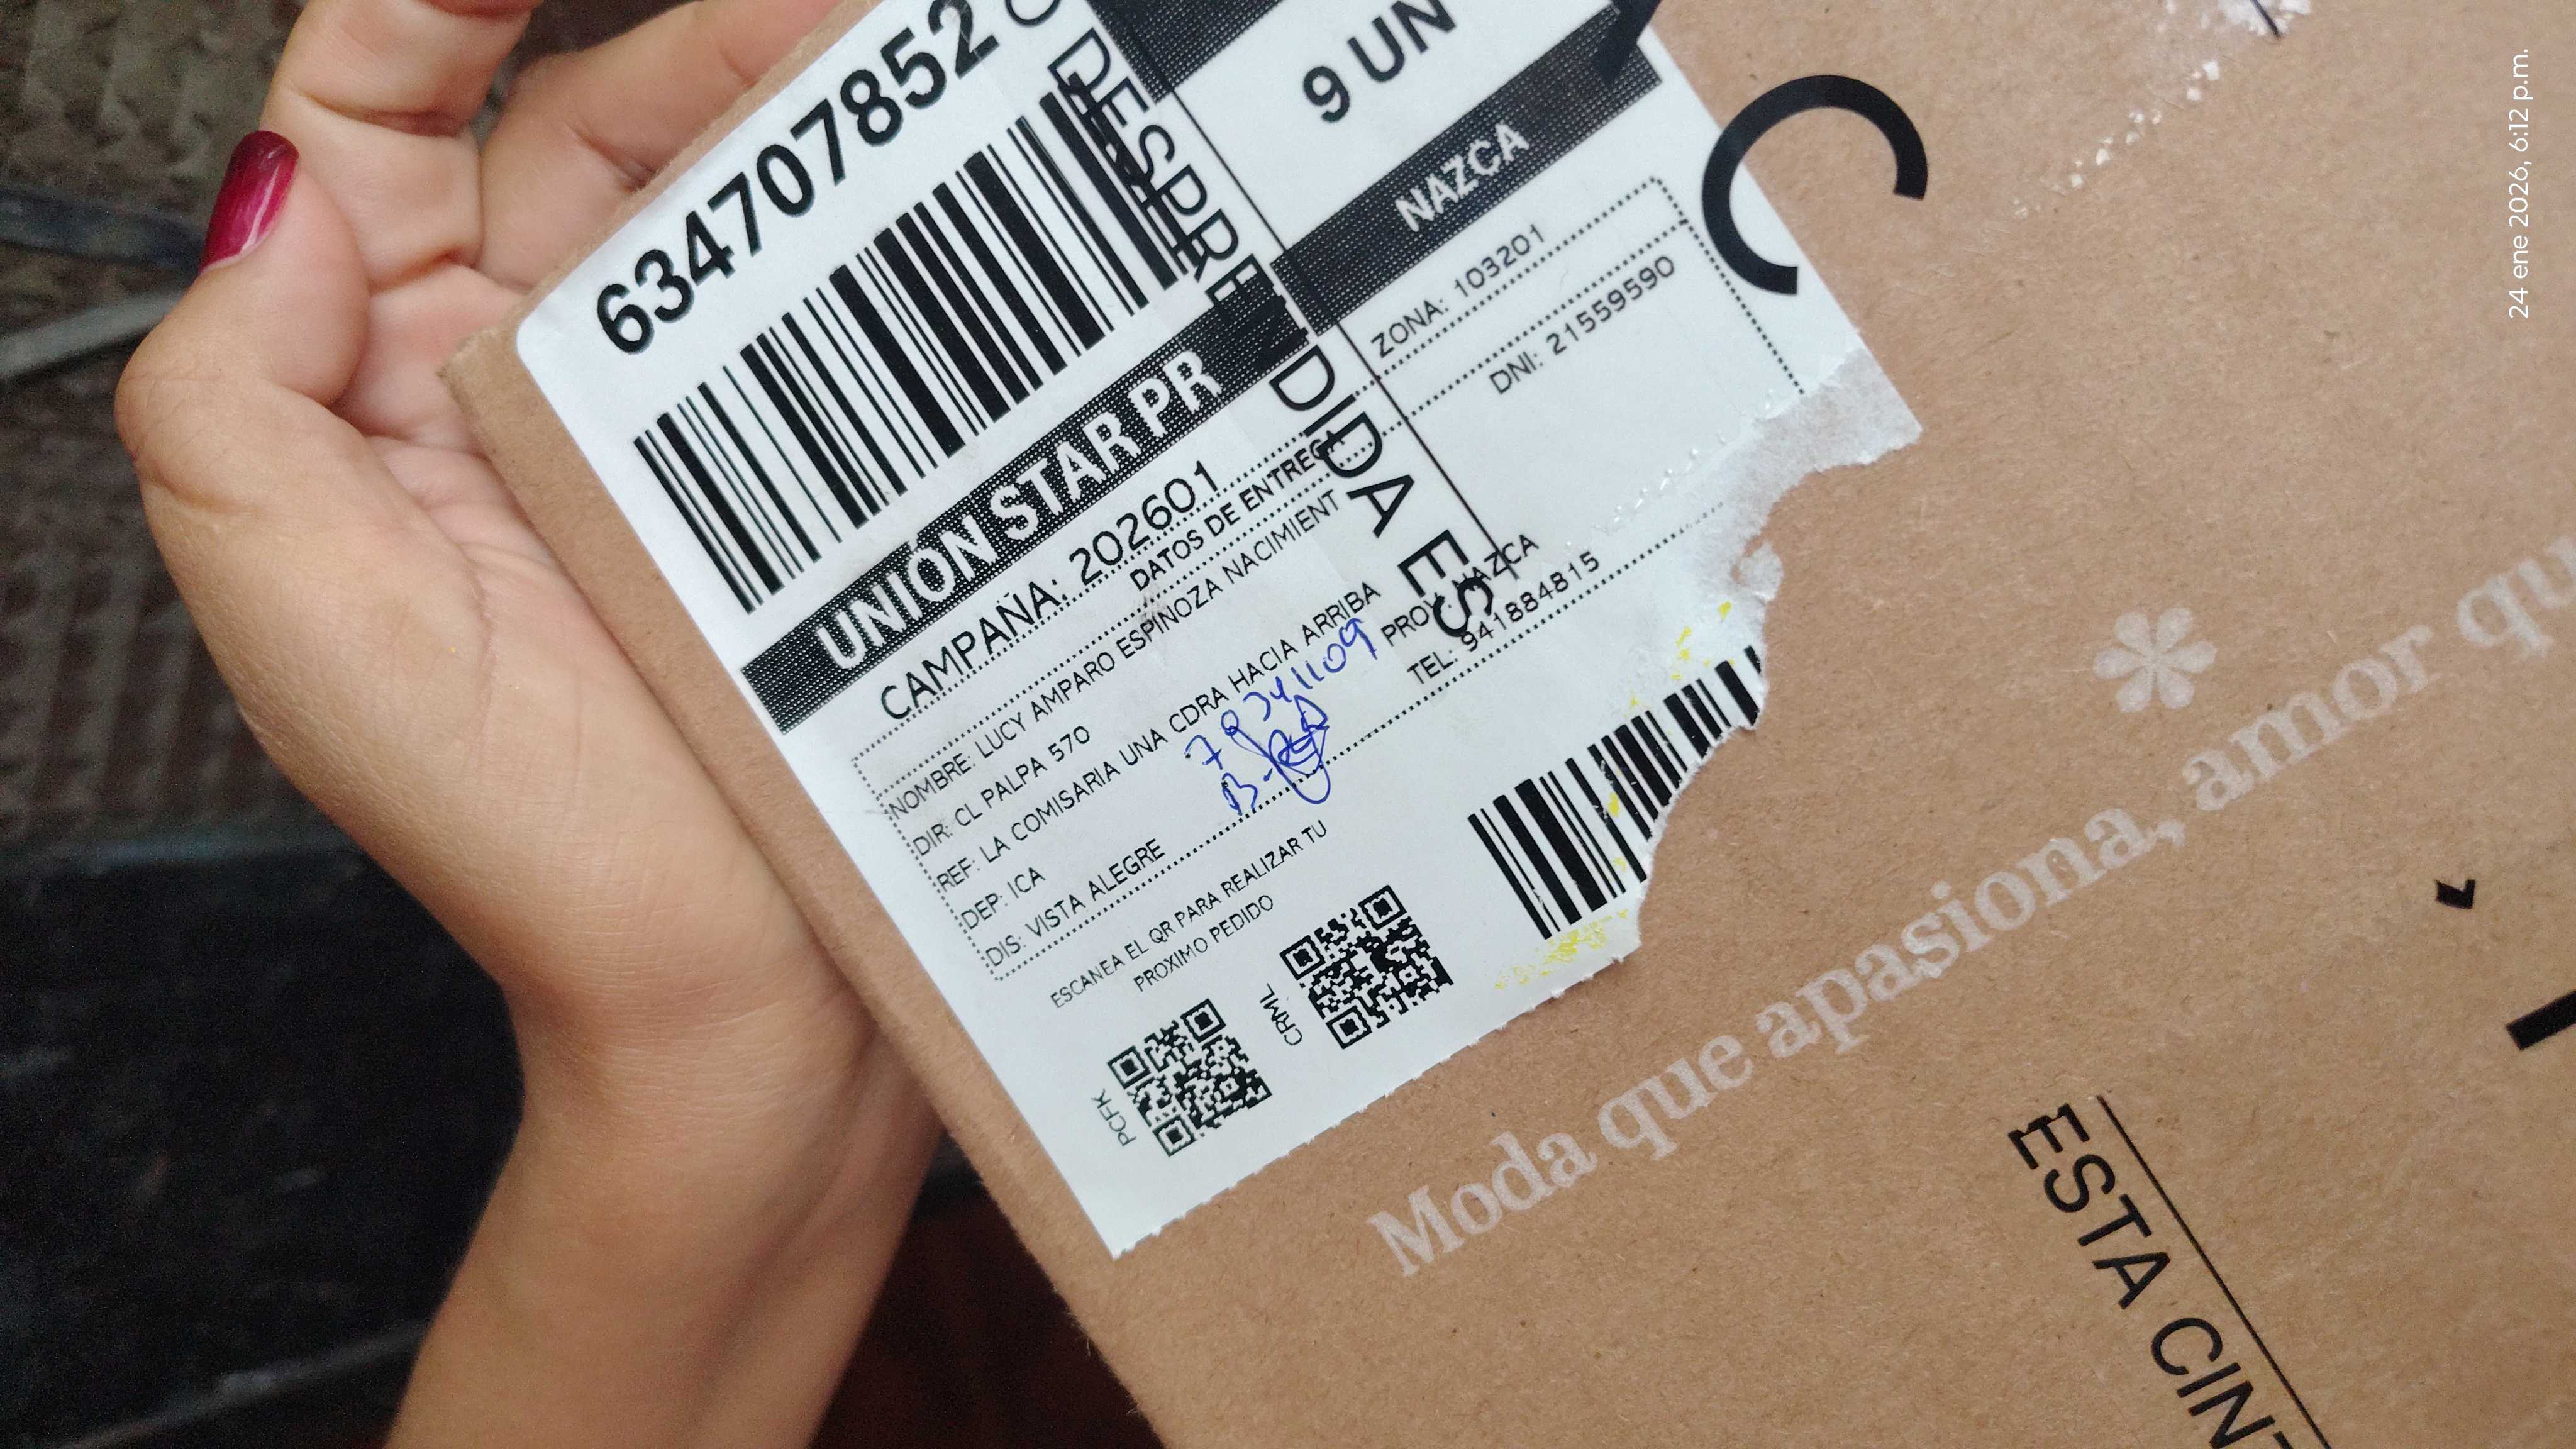 6347078520
9 UN
UNION STAR PR
NAZCA
CAMPAÑA: 202601
ZONA: 103201
DATOS DE ENTREGA
NOMBRE: LUCY AMPARO ESPINOZA NACIMIENT
DNI: 21559590
DIR: CL PALPA 570
REF: LA COMISARIA UNA CDRA HACIA ARRIBA
DEP: ICA
PROV: NAZCA
DIS: VISTA ALEGRE
TEL: 941884815
ESCANEA EL QR PARA REALIZAR TU
PROXIMO PEDIDO
PCFK
CRML
DESPRENDIDA ES
C
ESTA CINT
Moda que apasiona, amor qu
24 ene 2026, 6:12 p.m.